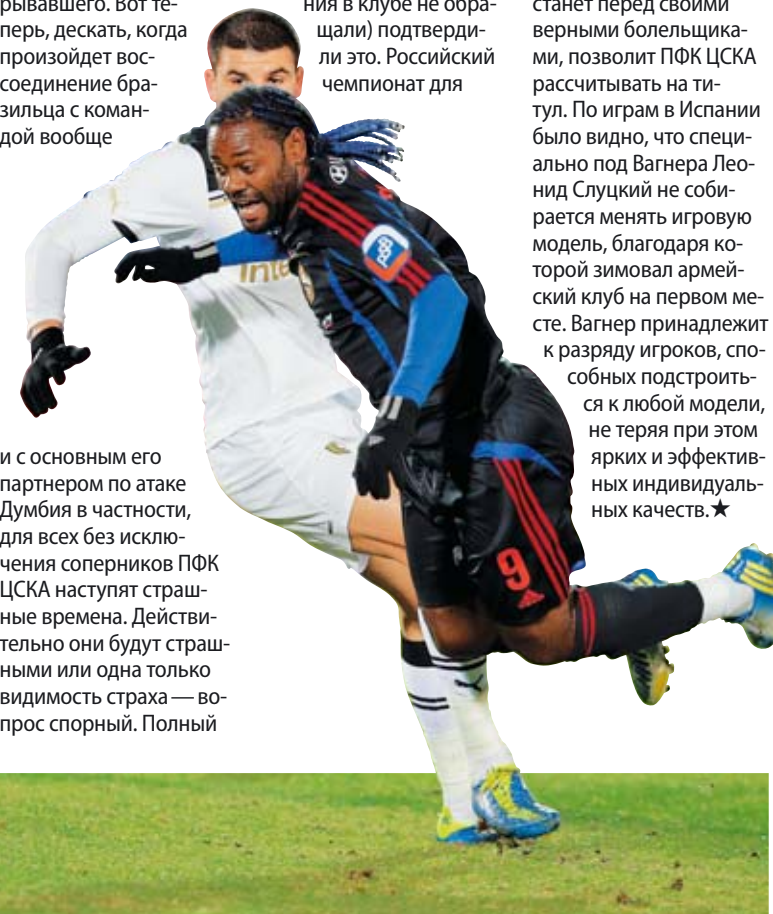 рывавшего. Вот те-
перь, дескать, когда
произойдет вос-
соединение бра-
зильца с коман-
дой вообще
и с основным его
партнером по атаке
Думбия в частности,
для всех без исклю-
чения соперников ПФК
ЦСКА наступят страш-
ные времена. Действи-
тельно они будут страш-
ными или одна только
видимость страха — во-
прос спорный. Полный
ния в клубе не обра-
щали) подтверди-
ли это. Российский
чемпионат для
станет перед своими
верными болельщика-
ми, позволит ПФК ЦСКА
рассчитывать на ти-
тул. По играм в Испании
было видно, что специ-
ально под Вагнера Лео-
нид Слуцкий не соби-
рается менять игровую
модель, благодаря ко-
торой зимовал армей-
ский клуб на первом ме-
сте. Вагнер принадлежит
к разряду игроков, спо-
собных подстроить-
ся к любой модели,
не теряя при этом
ярких и эффектив-
ных индивидуаль-
ных качеств.★
Inte
9